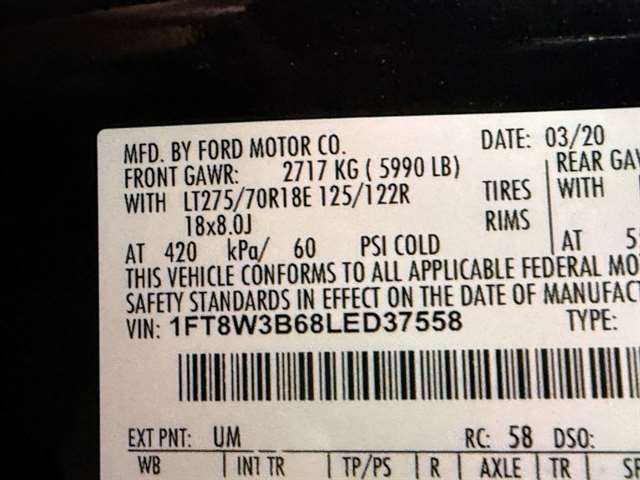 MFD. BY FORD MOTOR CO.
DATE: 03/20
FRONT GAWR: 2717 KG ( 5990 LB)
REAR GAW
WITH LT275/70R18E 125/122R TIRES
WITH
18x8.0J RIMS
AT 420 kPa/ 60 PSI COLD
AT 5
THIS VEHICLE CONFORMS TO ALL APPLICABLE FEDERAL MO
SAFETY STANDARDS IN EFFECT ON THE DATE OF MANUFACT
VIN: 1FT8W3B68LED37558 TYPE:
EXT PNT: UM RC: 58 DSO:
WB INT TR TP/PS R AXLE TR SP